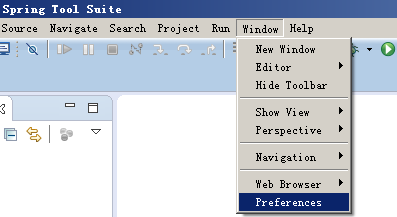 Spring Tool Suite
Source Navigate Search Project Run Window Help
New Window
Editor
Hide Toolbar
Show View
Perspective
Navigation
Web Browser
Preferences